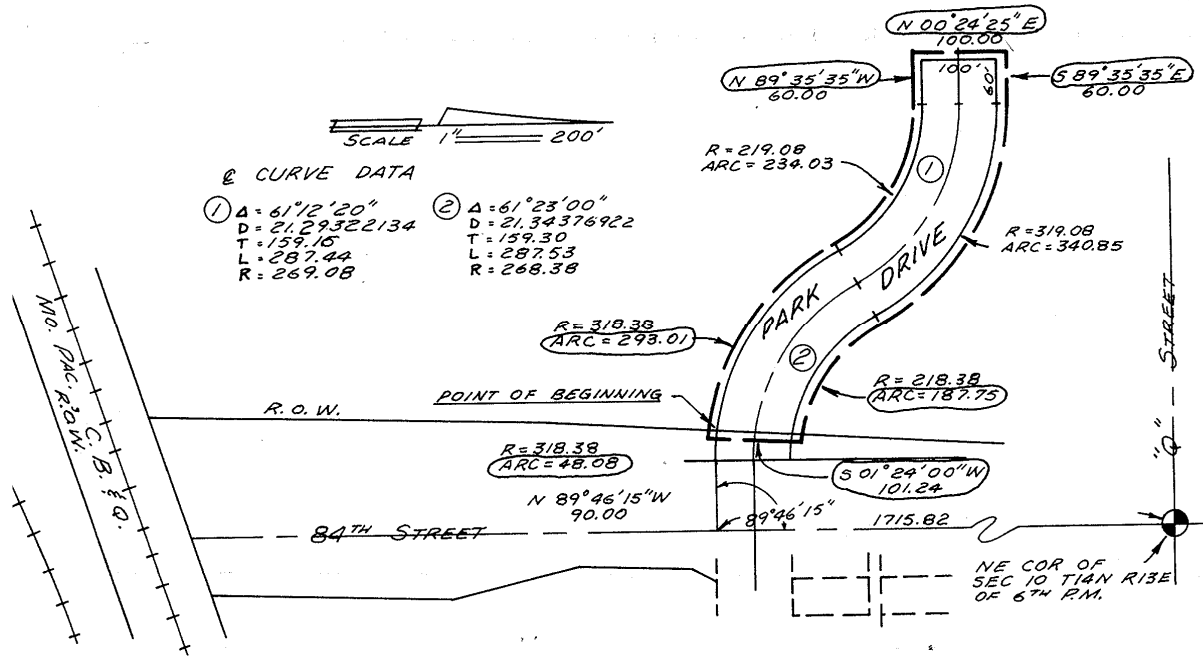 N 00°24'25" E
100.00
N 89°35'35" W
60.00
100'
60'
S 89°35'35" E
60.00
SCALE 1" 200'
R = 219.08
ARC = 234.03
℄ CURVE DATA
1 Δ = 61°12'20"
D = 21.29322134
T = 159.15
L = 287.44
R = 269.08
2 Δ = 61°23'00"
D = 21.34376922
T = 159.30
L = 287.53
R = 268.38
1
R = 319.08
ARC = 340.85
PARK DRIVE
2
R = 318.38
ARC = 293.01
R = 218.38
ARC = 187.75
POINT OF BEGINNING
R.O.W.
R = 318.38
ARC = 48.08
S 01°24'00" W
101.24
N 89°46'15" W
90.00
89°46'15"
1715.82
84TH STREET
"Q" STREET
MO. PAC. R.O.W.
C. B. & Q.
NE COR OF
SEC 10 T14N R13E
OF 6TH P.M.